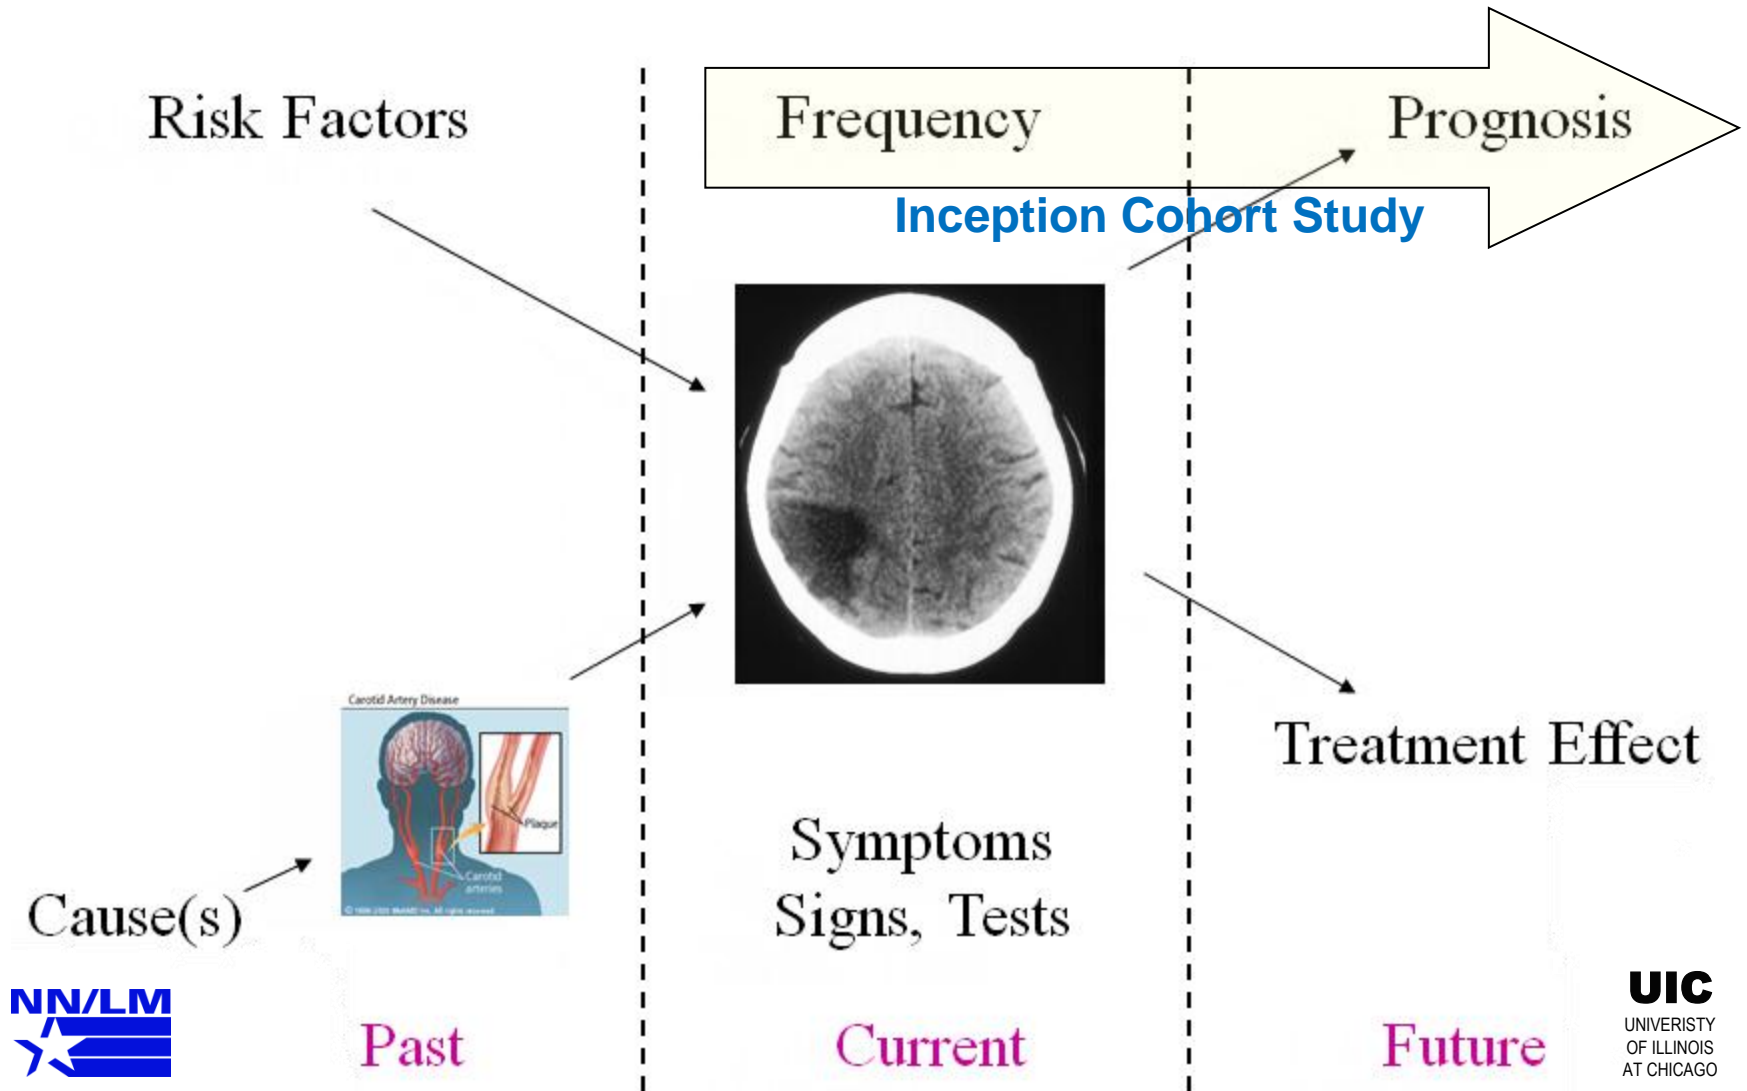 Risk Factors
Frequency
Prognosis
Inception Cohort Study
Carotid Artery Disease
Plaque
Carotid
arteries
Treatment Effect
Symptoms
Signs, Tests
Cause(s)
NN/LM
Past
Current
Future
UIC
UNIVERISTY
OF ILLINOIS
AT CHICAGO